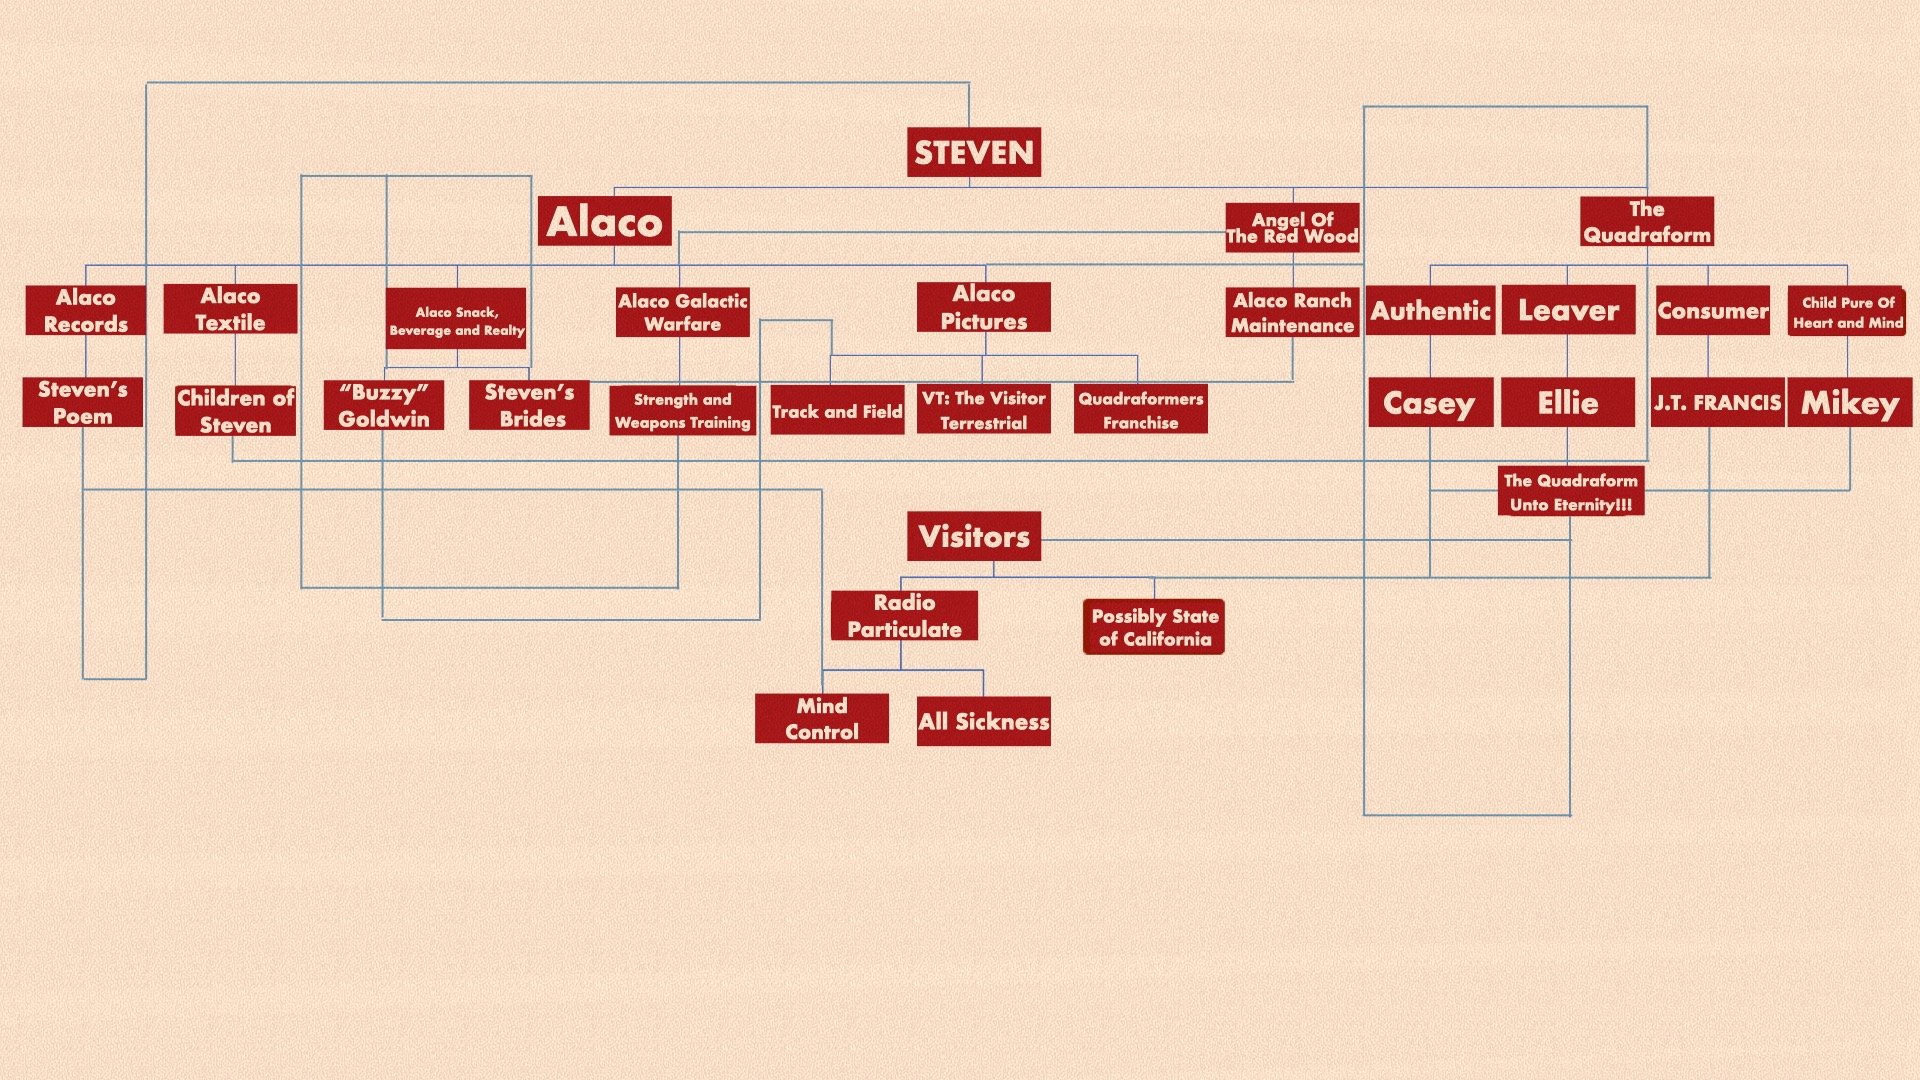 STEVEN
Alaco
Angel Of
The Red Wood
The
Quadraform
Alaco
Records
Alaco
Textile
Alaco Snack,
Beverage and Realty
Alaco Galactic
Warfare
Alaco
Pictures
Alaco Ranch
Maintenance
Authentic
Leaver
Consumer
Child Pure Of
Heart and Mind
Steven’s
Poem
Children of
Steven
“Buzzy”
Goldwin
Steven’s
Brides
Strength and
Weapons Training
Track and Field
VT: The Visitor
Terrestrial
Quadraformers
Franchise
Casey
Ellie
J.T. FRANCIS
Mikey
The Quadraform
Unto Eternity!!!
Visitors
Radio
Particulate
Possibly State
of California
Mind
Control
All Sickness